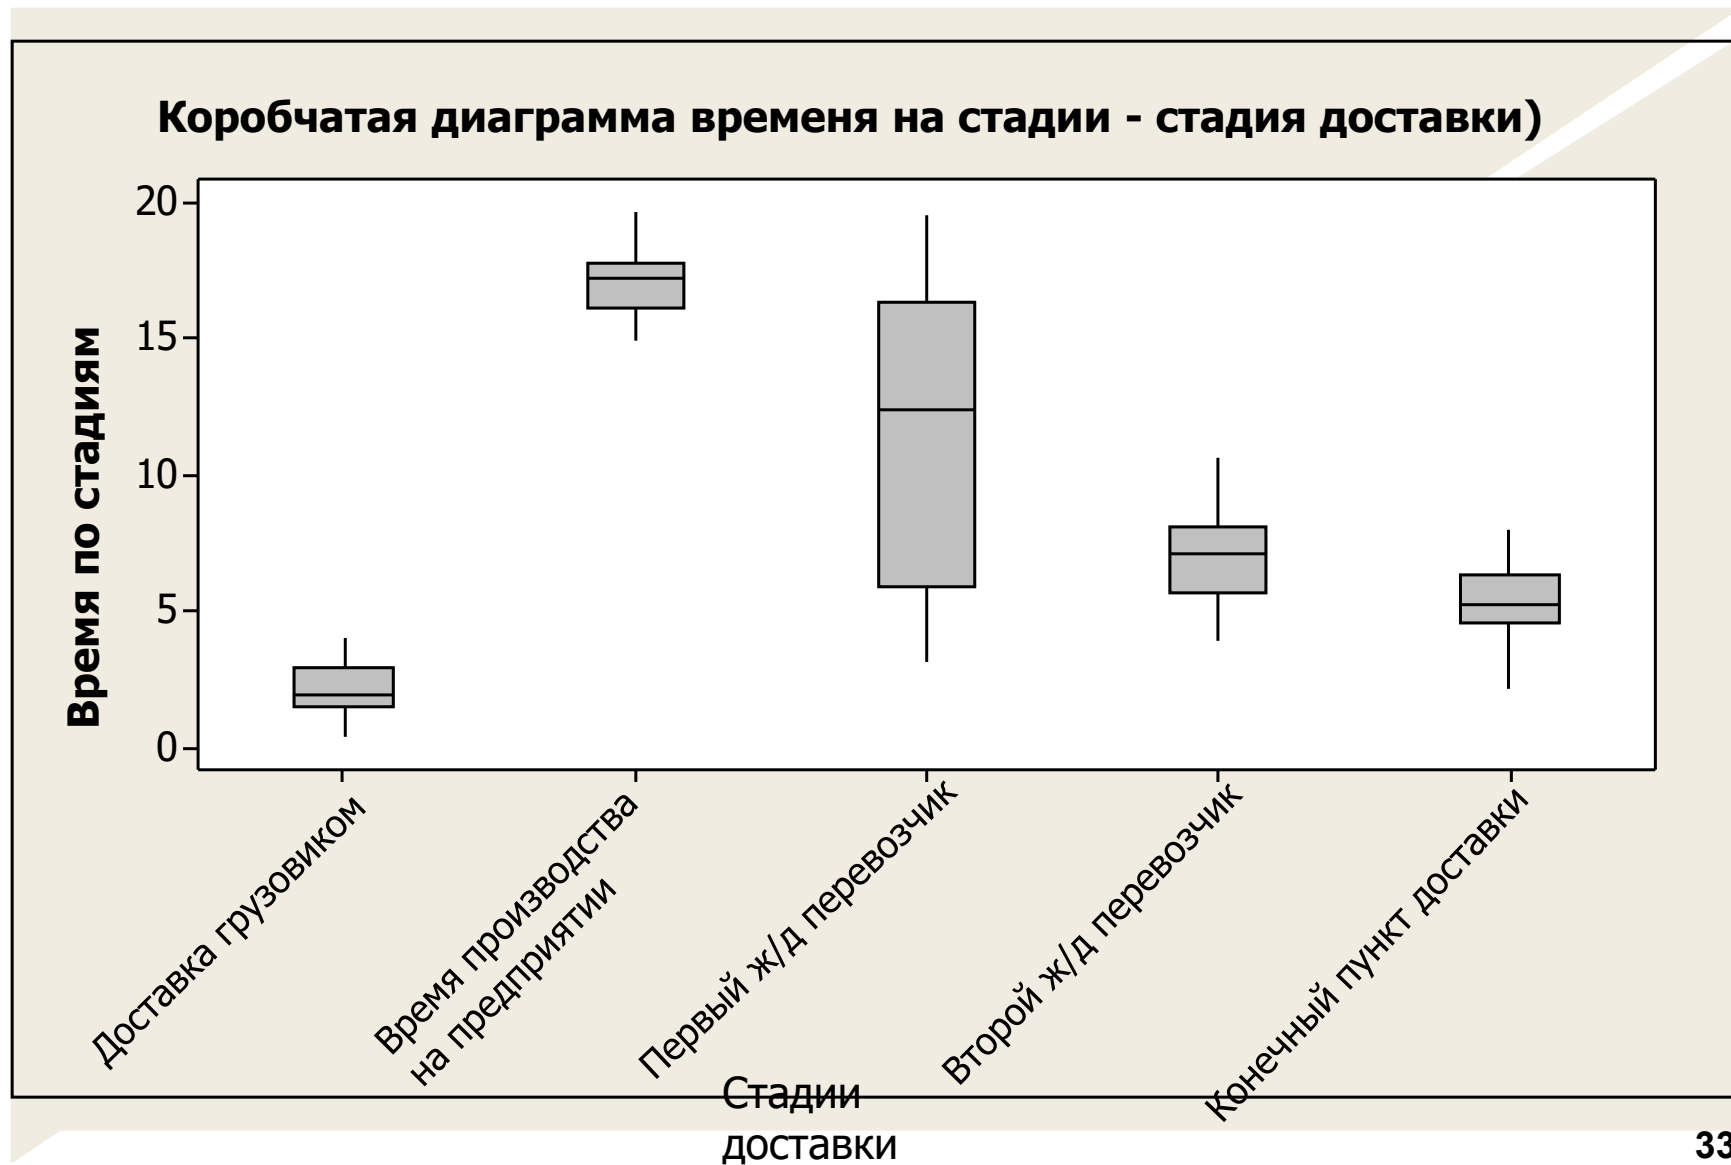 Коробчатая диаграмма временя на стадии - стадия доставки)
Время по стадиям
20
15
10
5
0
Доставка грузовиком
Время производства
на предприятии
Первый ж/д перевозчик
Второй ж/д перевозчик
Конечный пункт доставки
Стадии
доставки
33